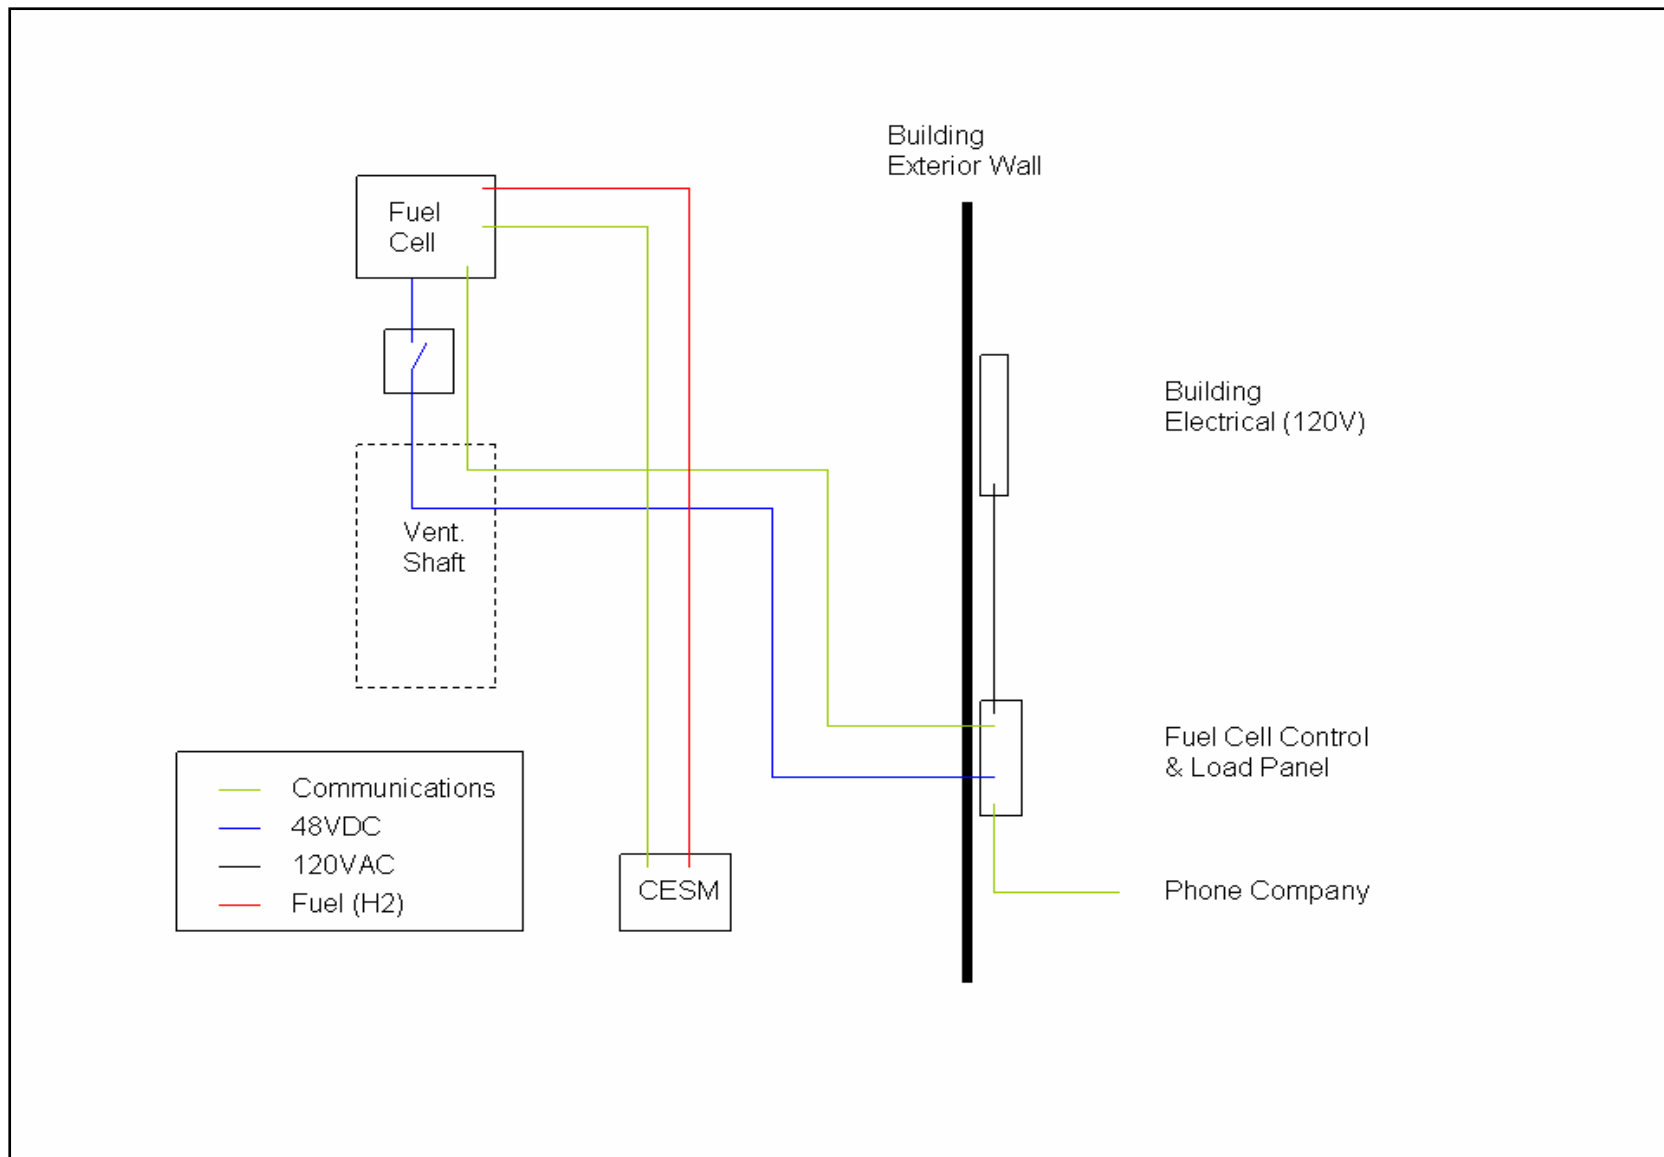 Building
Exterior Wall
Fuel
Cell
Building
Electrical (120V)
Vent.
Shaft
Fuel Cell Control
& Load Panel
Communications
48VDC
120VAC
Fuel (H2)
CESM
Phone Company